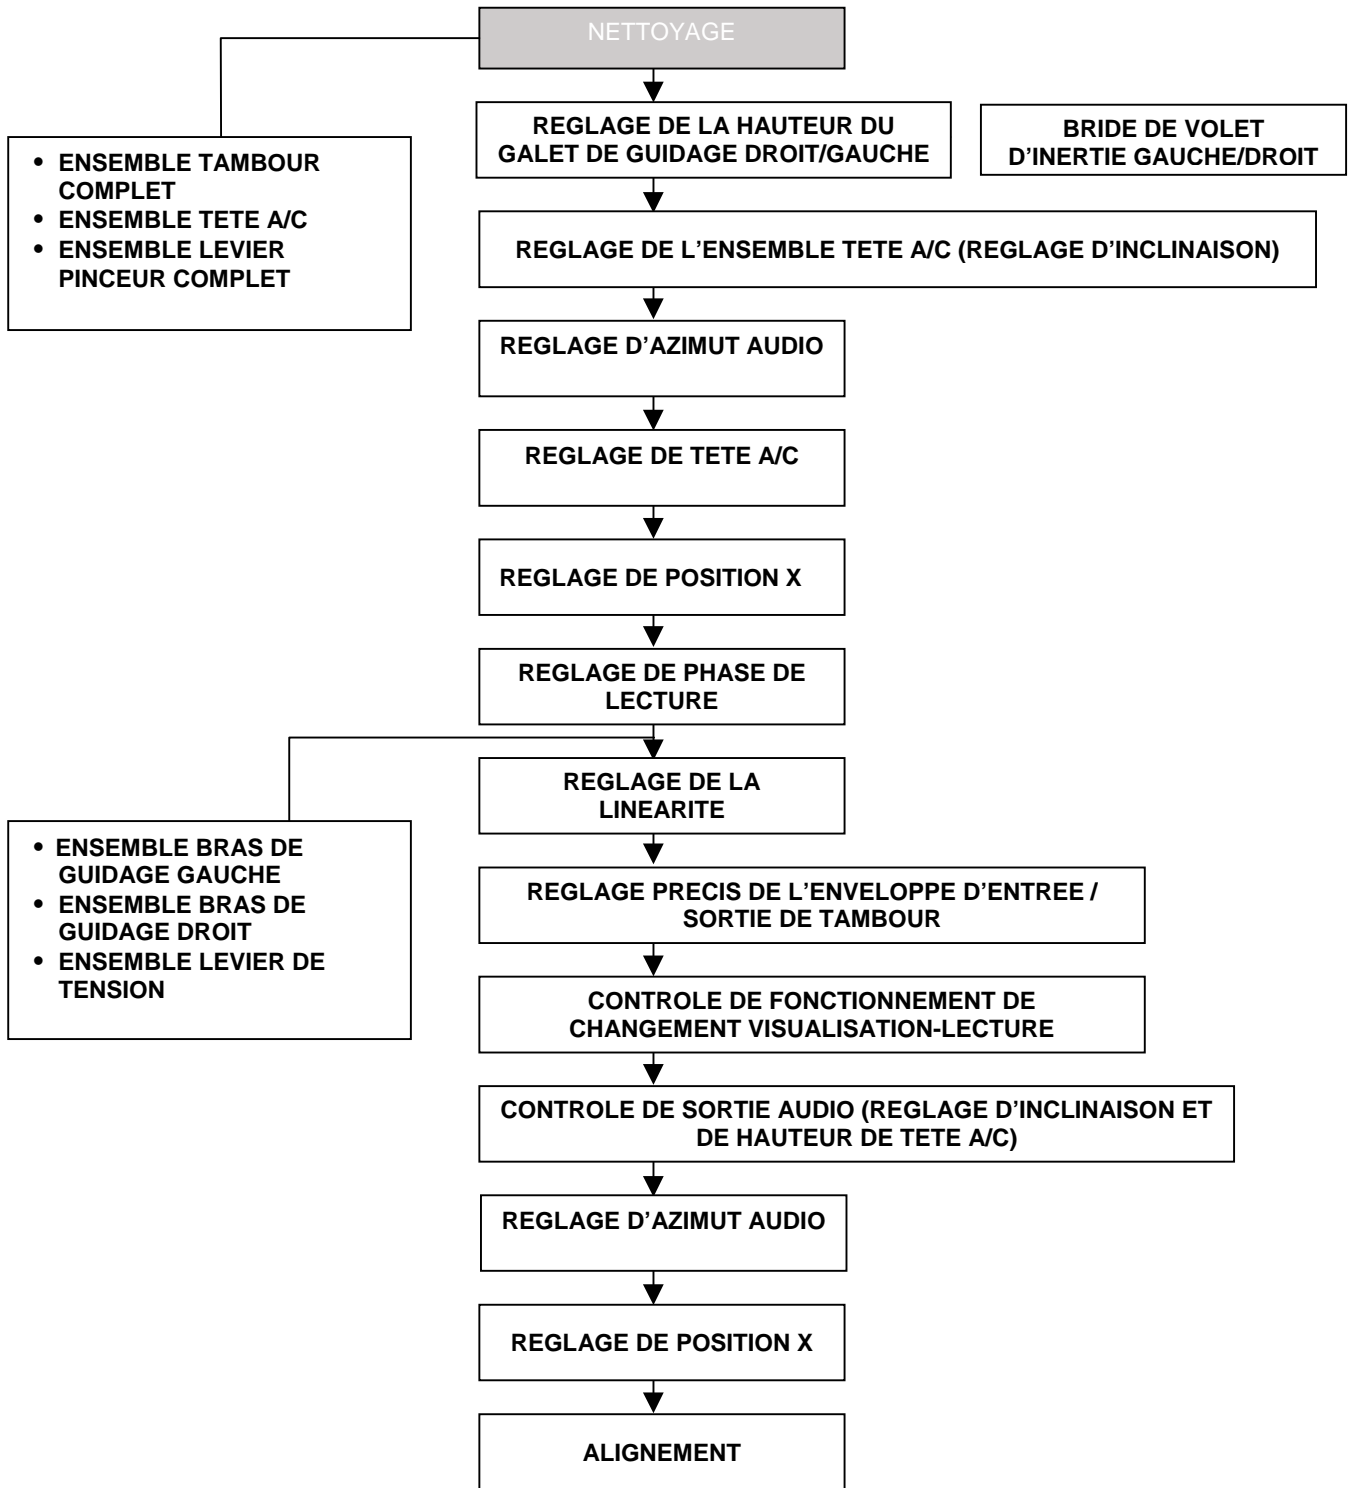 NETTOYAGE
REGLAGE DE LA HAUTEUR DU
GALET DE GUIDAGE DROIT/GAUCHE
BRIDE DE VOLET
D'INERTIE GAUCHE/DROIT
• ENSEMBLE TAMBOUR
COMPLET
• ENSEMBLE TETE A/C
• ENSEMBLE LEVIER
PINCEUR COMPLET
REGLAGE DE L'ENSEMBLE TETE A/C (REGLAGE D'INCLINAISON)
REGLAGE D'AZIMUT AUDIO
REGLAGE DE TETE A/C
REGLAGE DE POSITION X
REGLAGE DE PHASE DE
LECTURE
REGLAGE DE LA
LINEARITE
• ENSEMBLE BRAS DE
GUIDAGE GAUCHE
• ENSEMBLE BRAS DE
GUIDAGE DROIT
• ENSEMBLE LEVIER DE
TENSION
REGLAGE PRECIS DE L'ENVELOPPE D'ENTREE /
SORTIE DE TAMBOUR
CONTROLE DE FONCTIONNEMENT DE
CHANGEMENT VISUALISATION-LECTURE
CONTROLE DE SORTIE AUDIO (REGLAGE D'INCLINAISON ET
DE HAUTEUR DE TETE A/C)
REGLAGE D'AZIMUT AUDIO
REGLAGE DE POSITION X
ALIGNEMENT